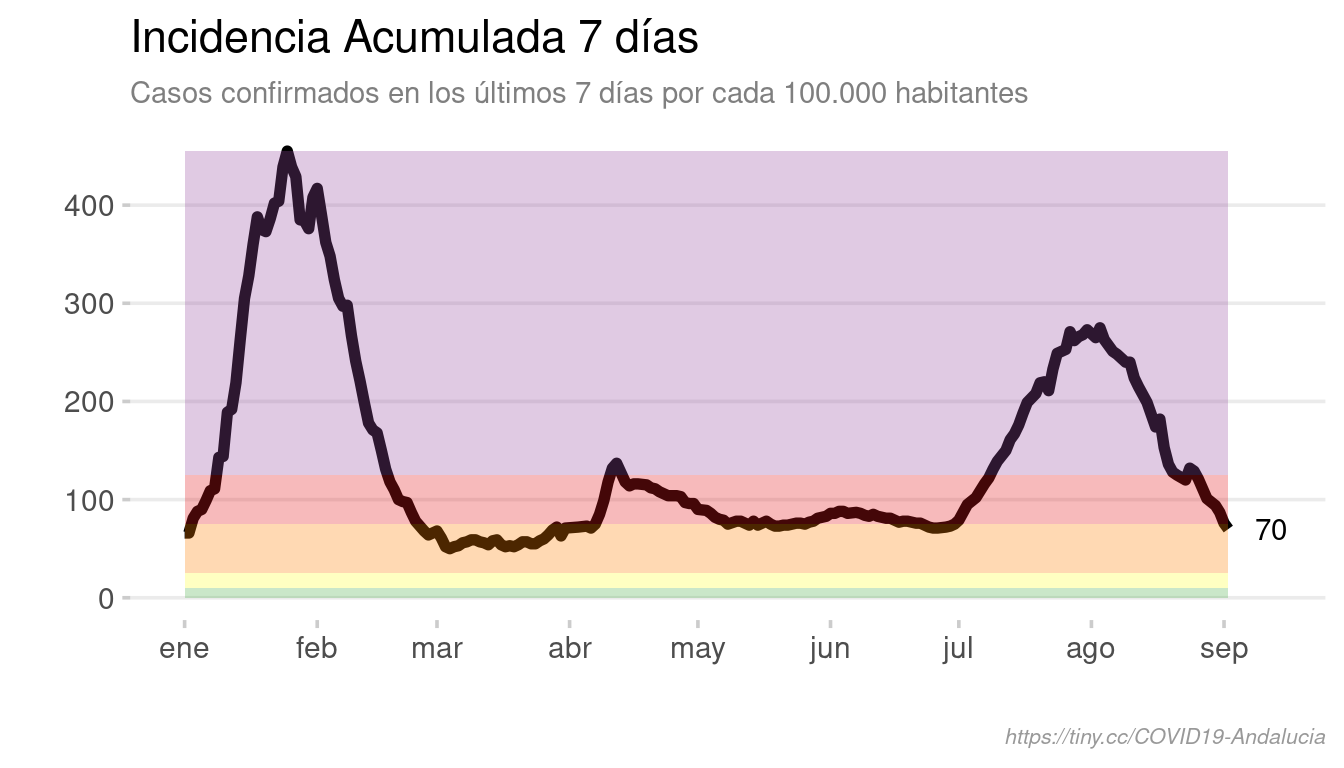 Incidencia Acumulada 7 días
Casos confirmados en los últimos 7 días por cada 100.000 habitantes
400
300
200
100
0
70
ene feb mar abr may jun jul ago sep
https://tiny.cc/COVID19-Andalucia